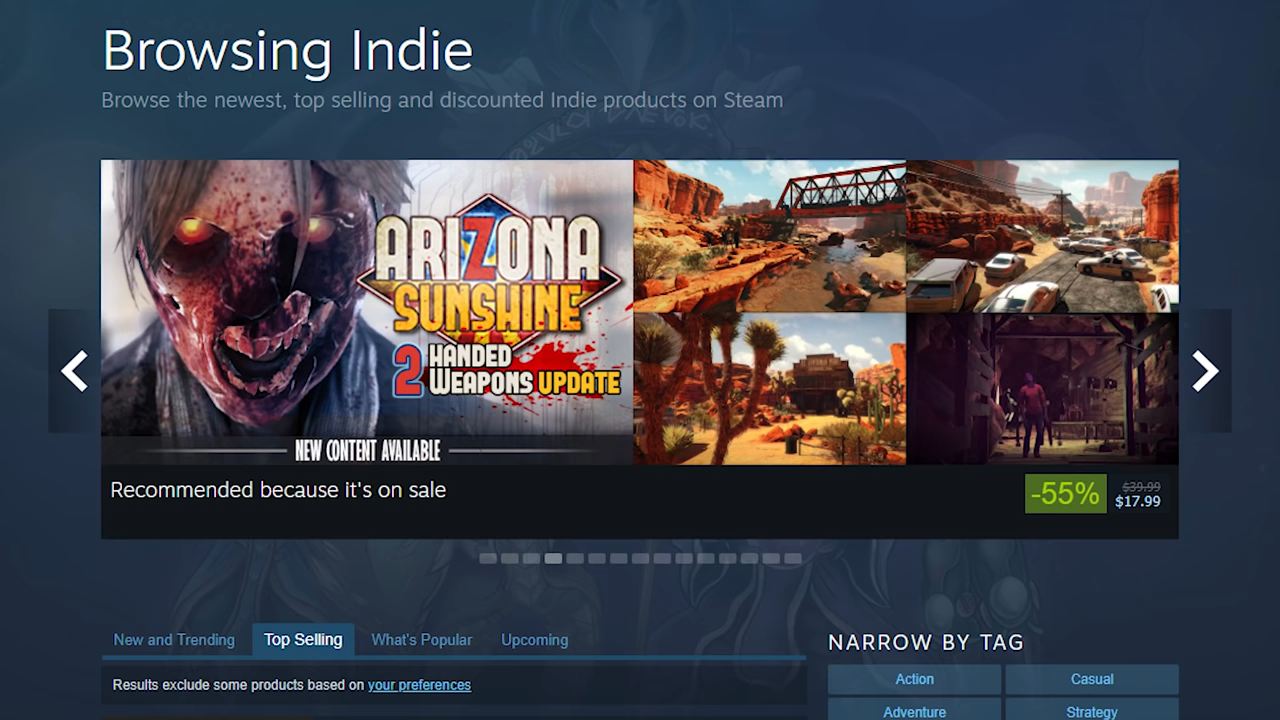 Browsing Indie
Browse the newest, top selling and discounted Indie products on Steam
ARIZONA
SUNSHINE
2 HANDED
WEAPONS UPDATE
NEW CONTENT AVAILABLE
Recommended because it's on sale
-55%
$39.99
$17.99
New and Trending
Top Selling
What's Popular
Upcoming
Results exclude some products based on your preferences
NARROW BY TAG
Action
Casual
Adventure
Strategy